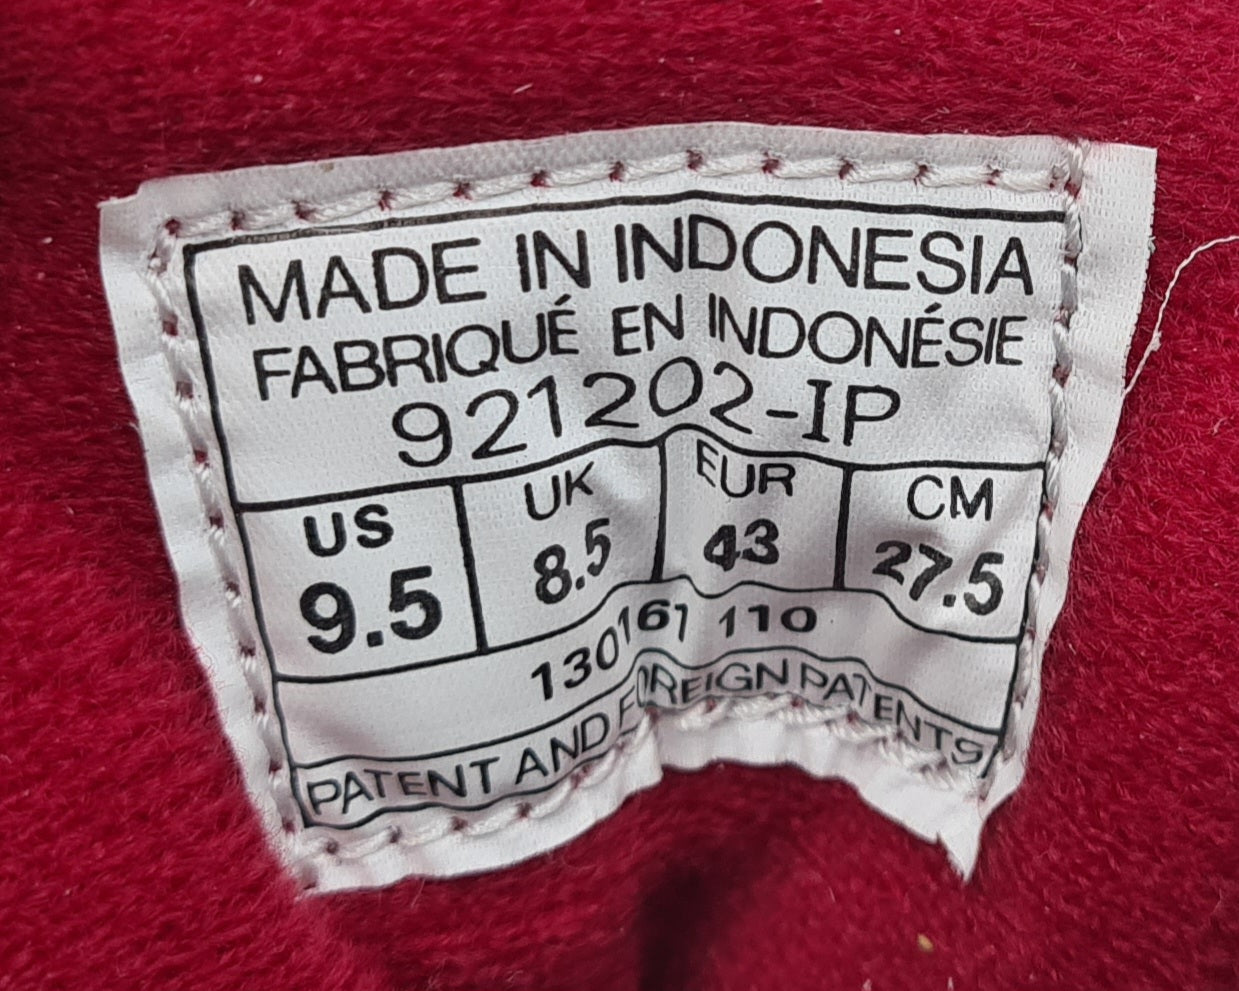 MADE IN INDONESIA
FABRIQUÉ EN INDONÉSIE
921202-IP
US UK EUR CM
9.5 8.5 43 27.5
130167 110
PATENT AND FOREIGN PATENTS